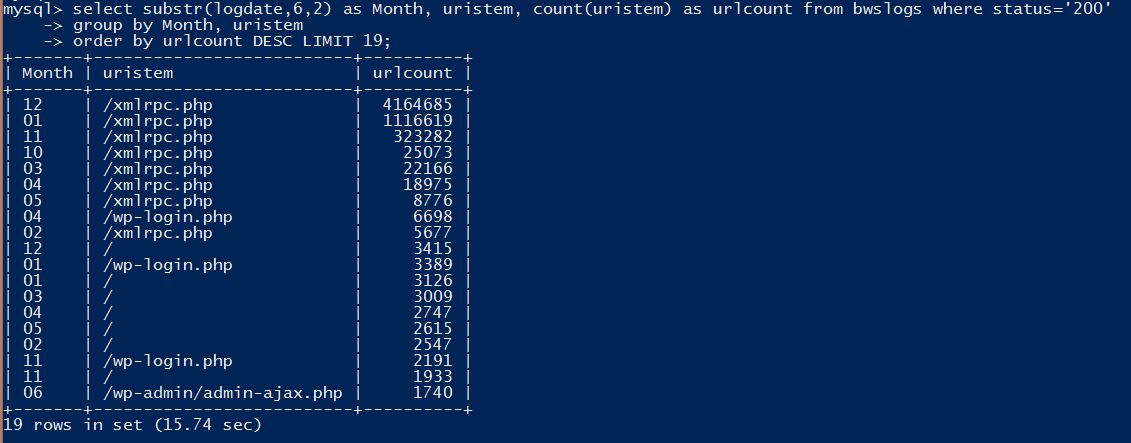 mysql> select substr(logdate,6,2) as Month, uristem, count(uristem) as urlcount from bwslogs where status='200'
    -> group by Month, uristem
    -> order by urlcount DESC LIMIT 19;
+-------+--------------------------+----------+
| Month | uristem                  | urlcount |
+-------+--------------------------+----------+
| 12    | /xmlrpc.php              |  4164685 |
| 01    | /xmlrpc.php              |  1116619 |
| 11    | /xmlrpc.php              |   323282 |
| 10    | /xmlrpc.php              |    25073 |
| 03    | /xmlrpc.php              |    22166 |
| 04    | /xmlrpc.php              |    18975 |
| 05    | /xmlrpc.php              |     8776 |
| 04    | /wp-login.php            |     6698 |
| 02    | /xmlrpc.php              |     5677 |
| 12    | /                        |     3415 |
| 01    | /wp-login.php            |     3389 |
| 01    | /                        |     3126 |
| 03    | /                        |     3009 |
| 04    | /                        |     2747 |
| 05    | /                        |     2615 |
| 02    | /                        |     2547 |
| 11    | /wp-login.php            |     2191 |
| 11    | /                        |     1933 |
| 06    | /wp-admin/admin-ajax.php |     1740 |
+-------+--------------------------+----------+
19 rows in set (15.74 sec)